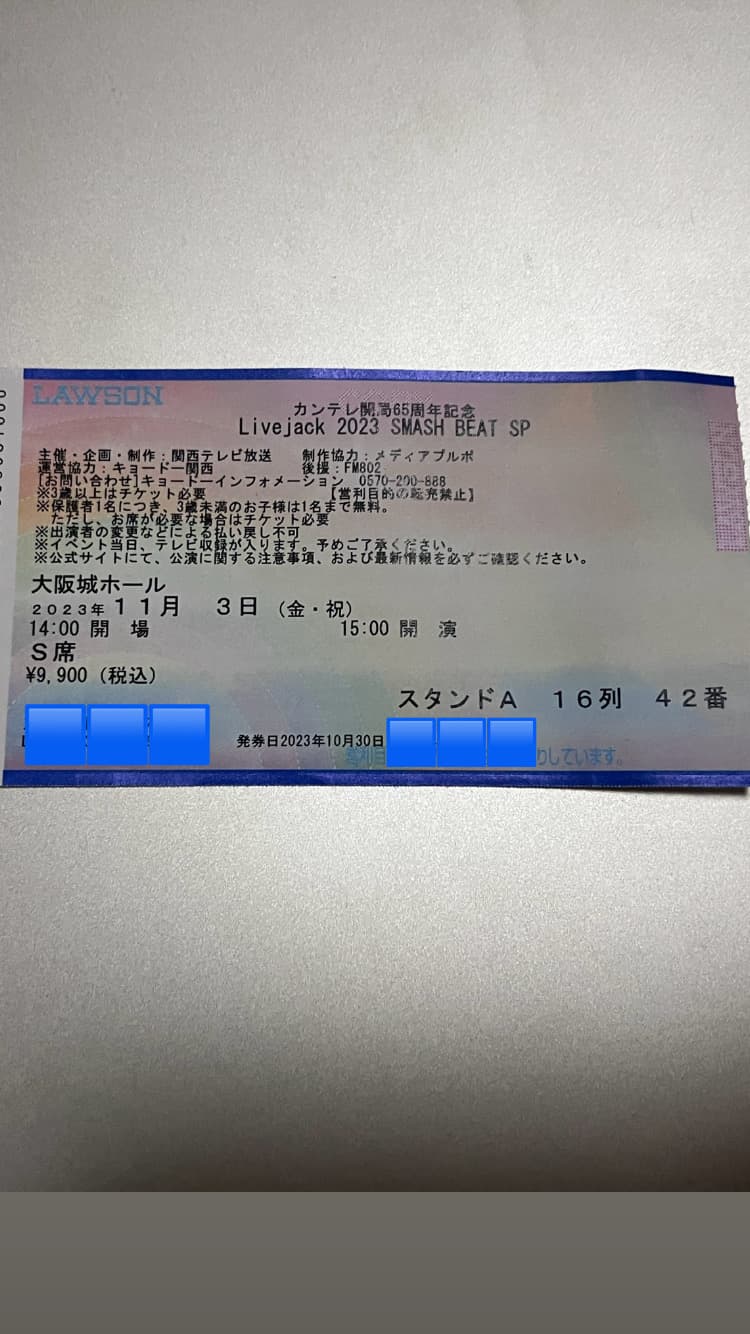 LAWSON
カンテレ開局65周年記念
Livejack 2023 SMASH BEAT SP
主催・企画・制作：関西テレビ放送　制作協力：メディアプルポ
運営協力：キョードー関西　後援：FM802
[お問い合わせ]キョードーインフォメーション　0570-200-888
※3歳以上はチケット必要　【営利目的の転売禁止】
※保護者1名につき、3歳未満のお子様は1名まで無料。
ただし、お席が必要な場合はチケット必要
※出演者の変更などによる払い戻し不可
※イベント当日、テレビ収録が入ります。予めご了承ください。
※公式サイトにて、公演に関する注意事項、および最新情報を必ずご確認ください。
大阪城ホール
2023年11月　3日（金・祝）
14:00 開　場　15:00 開　演
S席
¥9,900（税込）
スタンドA　16列　42番
発券日2023年10月30日
しています。